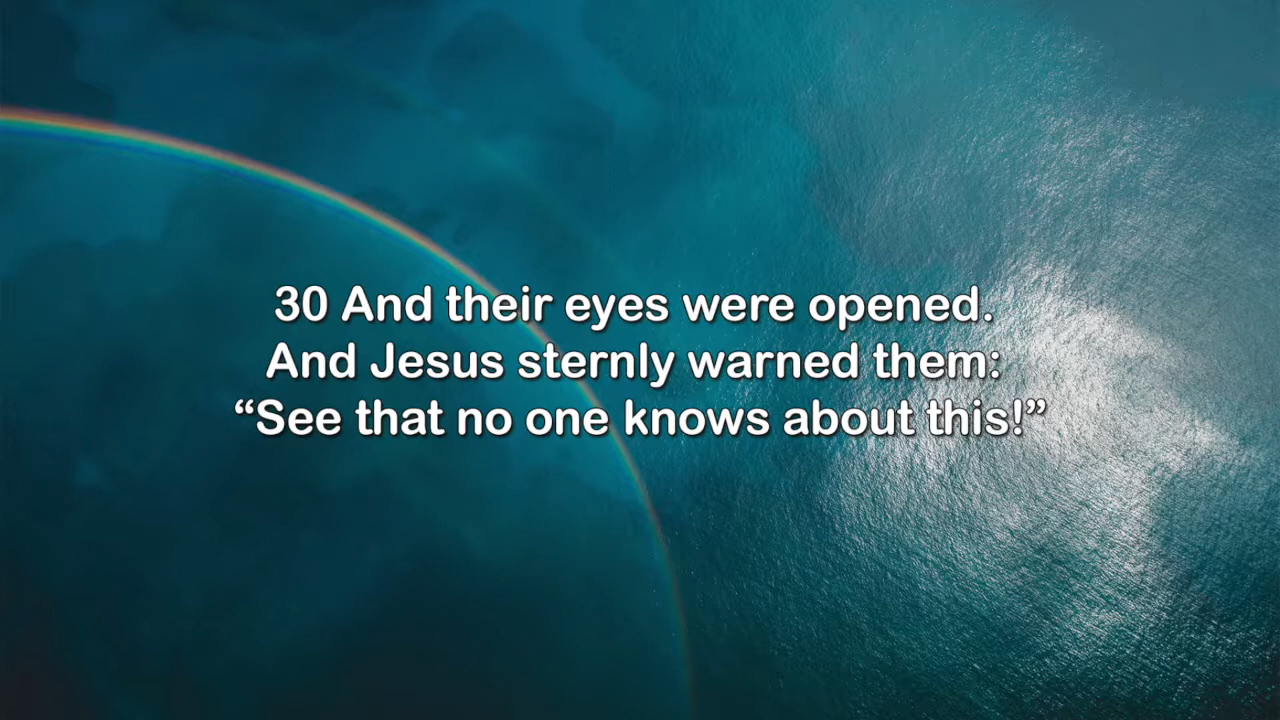 30 And their eyes were opened.
And Jesus sternly warned them:
“See that no one knows about this!”